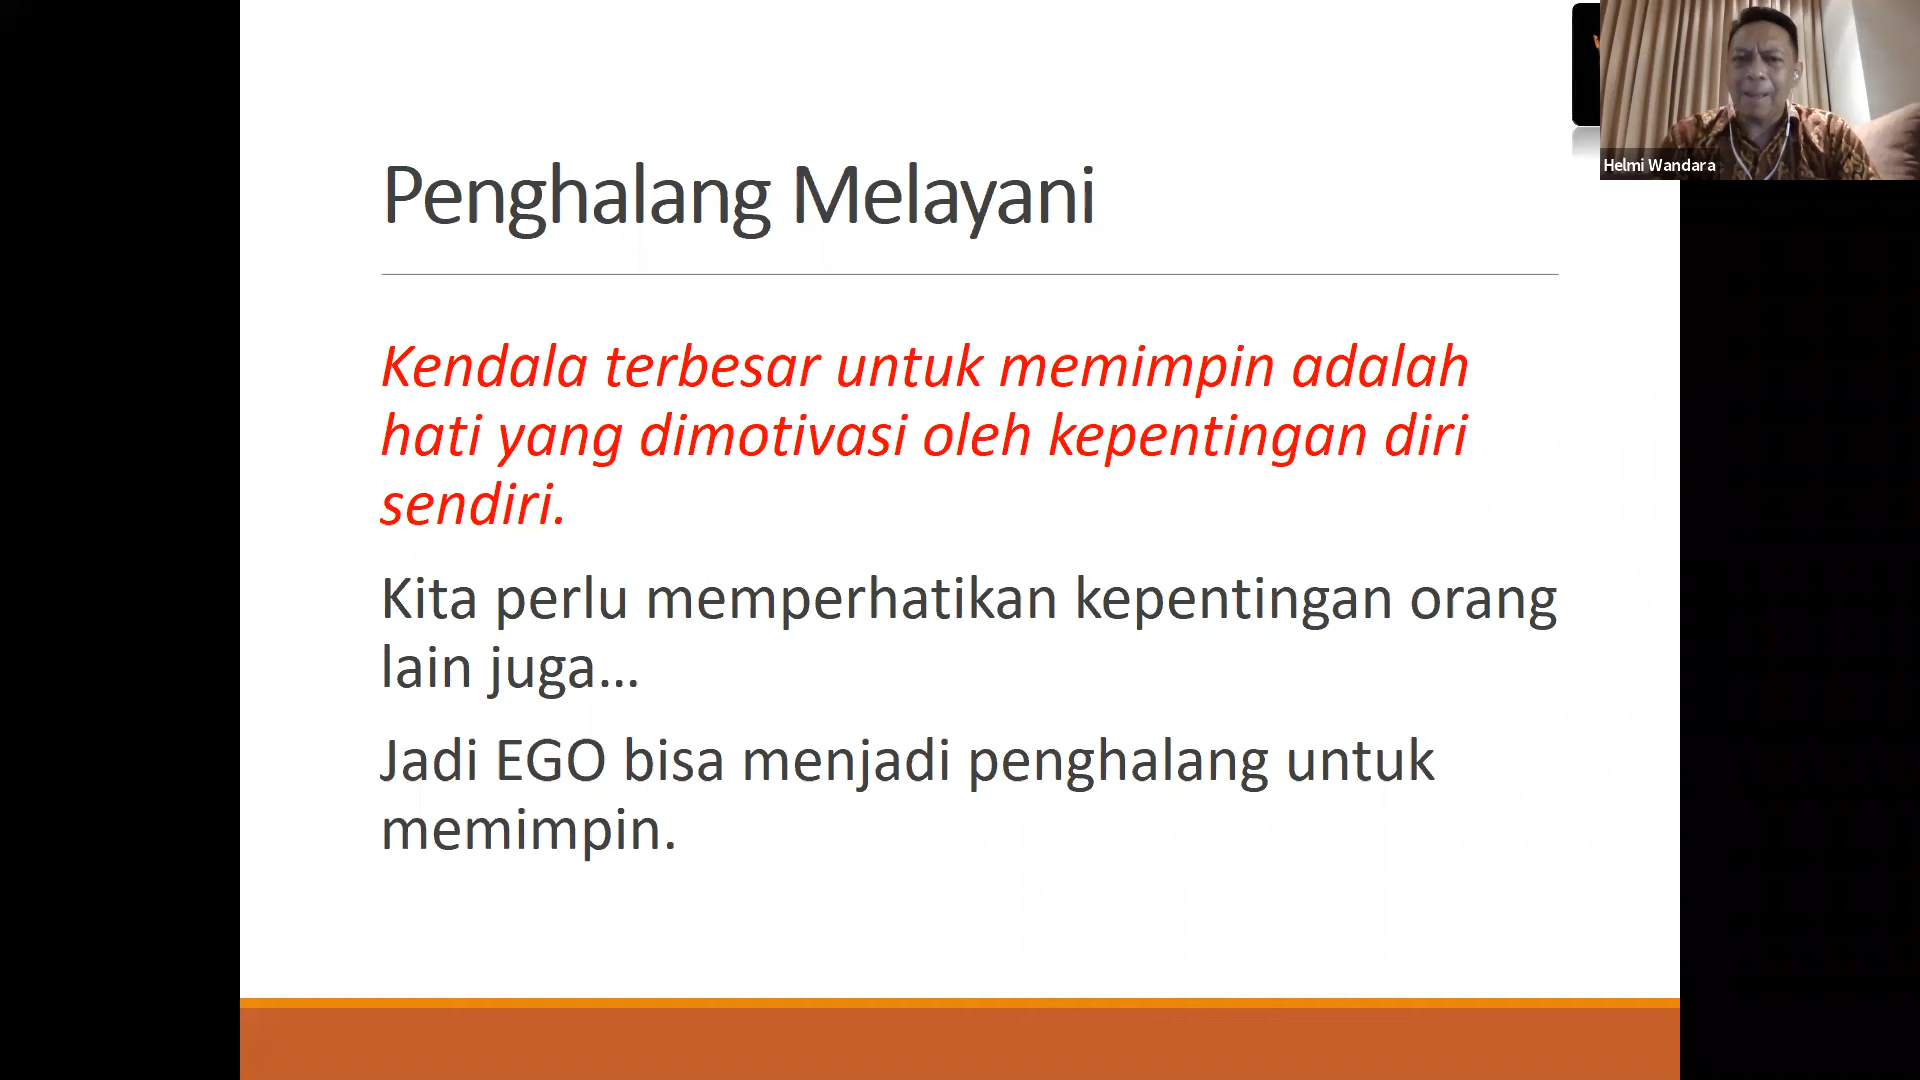 Helmi Wandara
Penghalang Melayani
Kendala terbesar untuk memimpin adalah
hati yang dimotivasi oleh kepentingan diri
sendiri.
Kita perlu memperhatikan kepentingan orang
lain juga...
Jadi EGO bisa menjadi penghalang untuk
memimpin.